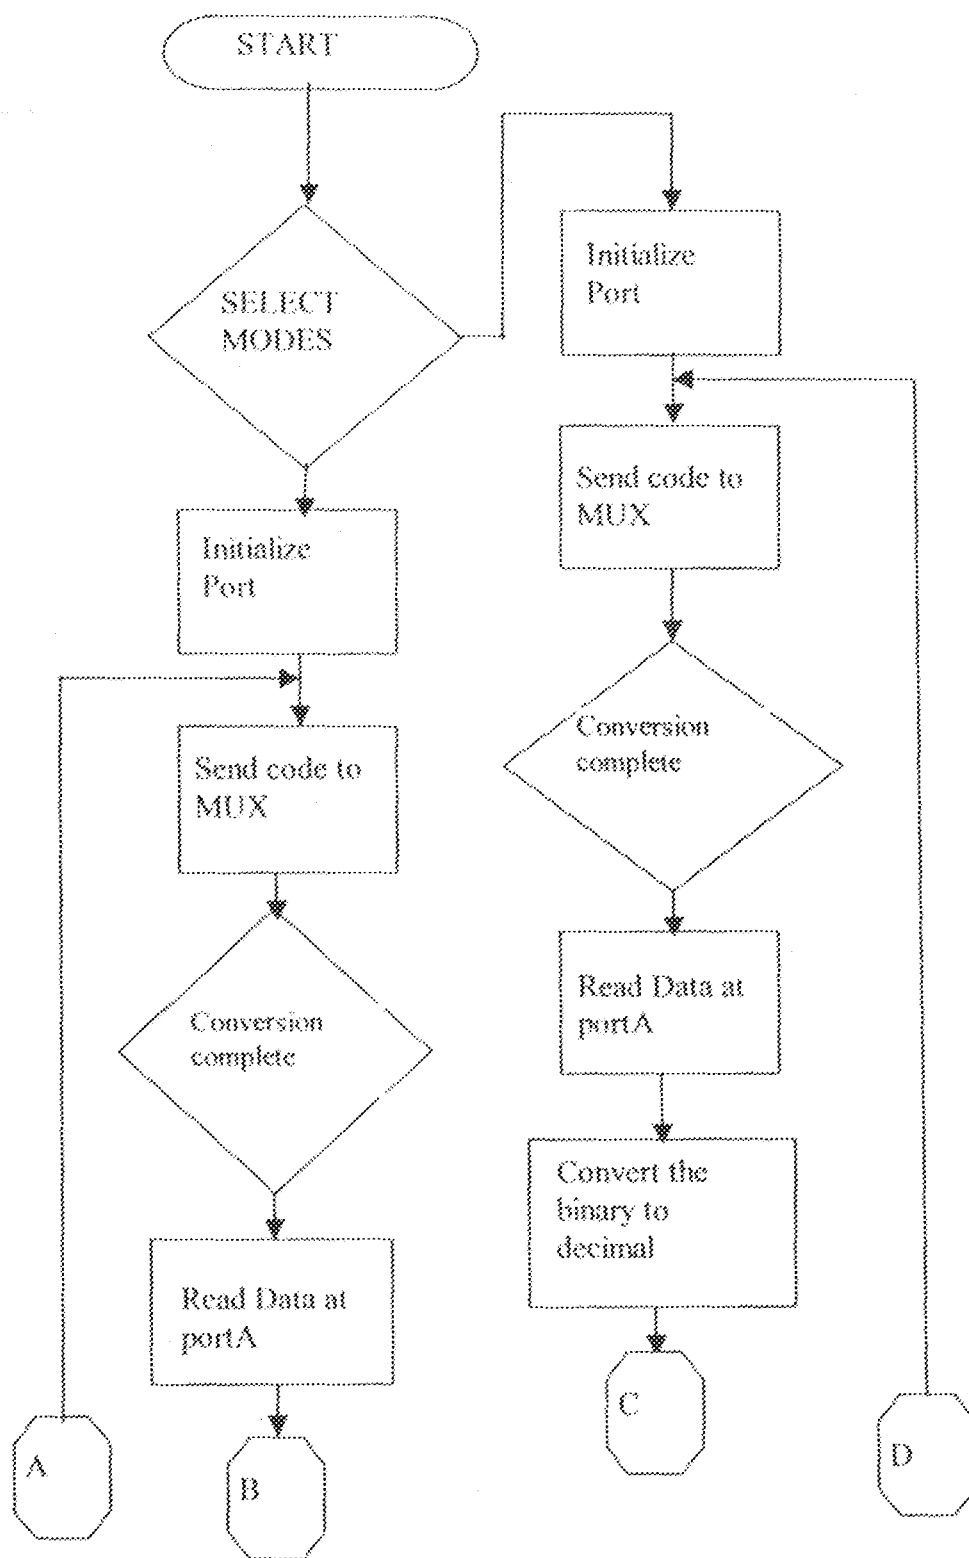 START
SELECT
MODES
Initialize
Port
Send code to
MUX
Conversion
complete
Read Data at
portA
A
B
Initialize
Port
Send code to
MUX
Conversion
complete
Read Data at
portA
Convert the
binary to
decimal
C
D